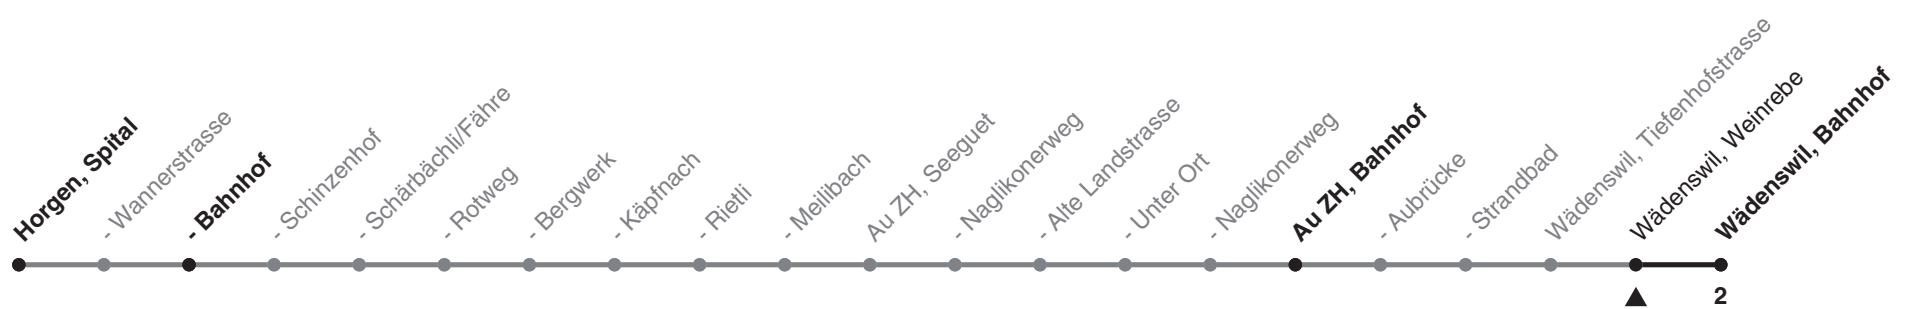 Horgen, Spital
- Wannerstrasse
- Bahnhof
- Schinzenhof
- Schärbächli/Fähre
- Rotweg
- Bergwerk
- Käpfnach
- Rietli
- Meilibach
Au ZH, Seeguet
- Naglikonerweg
- Alte Landstrasse
- Unter Ort
- Naglikonerweg
Au ZH, Bahnhof
- Aubrücke
- Strandbad
Wädenswil, Tiefenhofstrasse
Wädenswil, Weinrebe
Wädenswil, Bahnhof
2